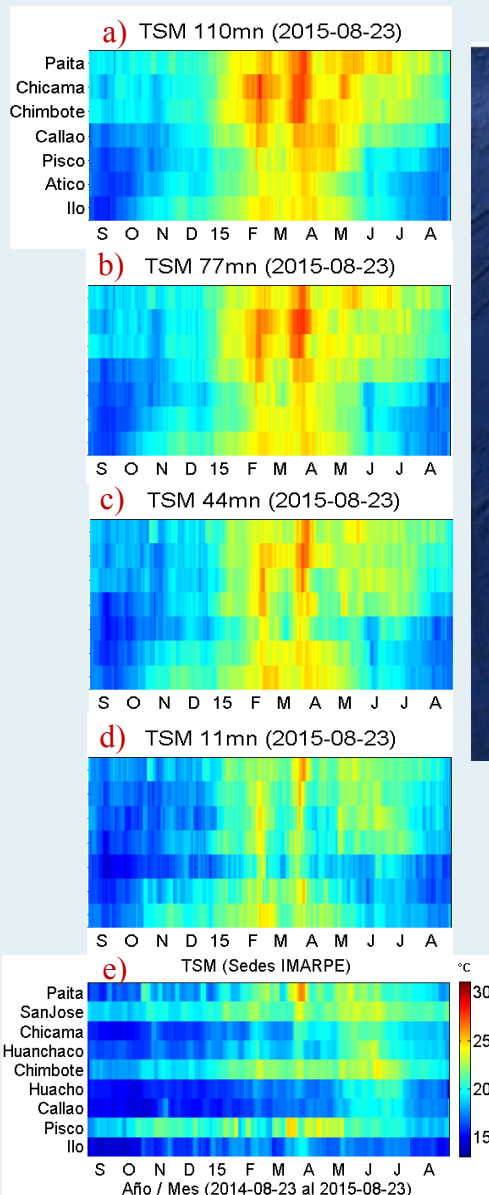 a) TSM 110mn (2015-08-23)
Paita
Chicama
Chimbote
Callao
Pisco
Atico
Ilo
S O N D 15 F M A M J J A
b) TSM 77mn (2015-08-23)
S O N D 15 F M A M J J A
c) TSM 44mn (2015-08-23)
S O N D 15 F M A M J J A
d) TSM 11mn (2015-08-23)
S O N D 15 F M A M J J A
e) TSM (Sedes IMARPE)
°C
Paita
SanJose
Chicama
Huanchaco
Chimbote
Huacho
Callao
Pisco
Ilo
30
25
20
15
S O N D 15 F M A M J J A
Año / Mes (2014-08-23 al 2015-08-23)